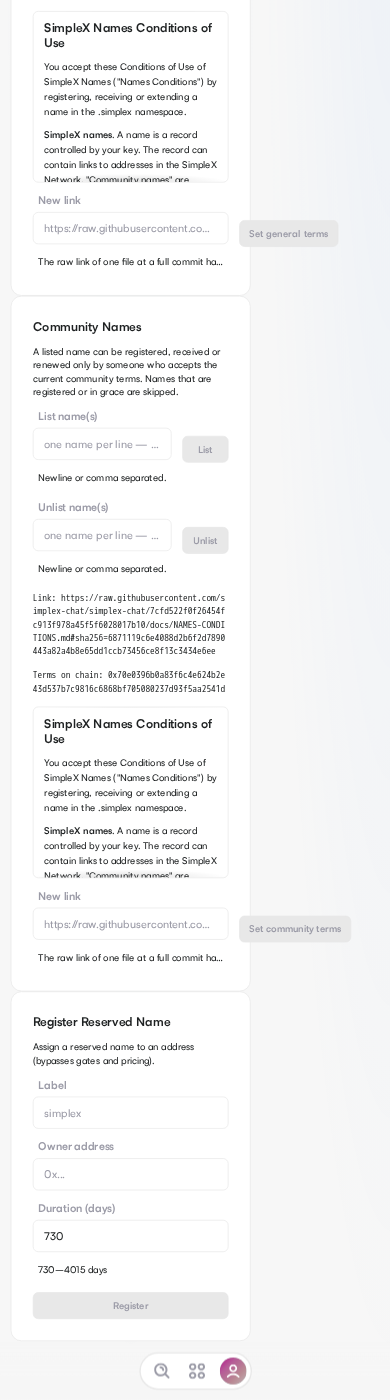 SimpleX Names Conditions of
Use
You accept these Conditions of Use of
SimpleX Names ("Names Conditions") by
registering, receiving or extending a
name in the .simplex namespace.
SimpleX names. A name is a record
controlled by your key. The record can
contain links to addresses in the SimpleX
Network. "Community names" are
New link
https://raw.githubusercontent.co...
Set general terms
The raw link of one file at a full commit ha...
Community Names
A listed name can be registered, received or
renewed only by someone who accepts the
current community terms. Names that are
registered or in grace are skipped.
List name(s)
one name per line — ...
List
Newline or comma separated.
Unlist name(s)
one name per line — ...
Unlist
Newline or comma separated.
Link: https://raw.githubusercontent.com/s
implex-chat/simplex-chat/7cfd522f0f26454f
c913f978a45f5f6028017b10/docs/NAMES-CONDI
TIONS.md#sha256=6871119c6e4088d2b6f2d7890
443a82a4b8e65dd1ccb73456ce8f13c3434e6ee
Terms on chain: 0x70e0396b0a83f6c4e624b2e
43d537b7c9816c6868bf705080237d93f5aa2541d
SimpleX Names Conditions of
Use
You accept these Conditions of Use of
SimpleX Names ("Names Conditions") by
registering, receiving or extending a
name in the .simplex namespace.
SimpleX names. A name is a record
controlled by your key. The record can
contain links to addresses in the SimpleX
Network. "Community names" are
New link
https://raw.githubusercontent.co...
Set community terms
The raw link of one file at a full commit ha...
Register Reserved Name
Assign a reserved name to an address
(bypasses gates and pricing).
Label
simplex
Owner address
0x...
Duration (days)
730
730—4015 days
Register